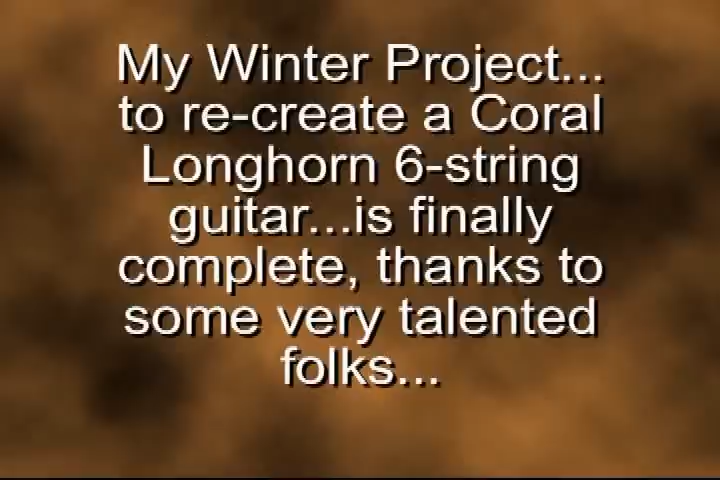 My Winter Project...
to re-create a Coral
Longhorn 6-string
guitar...is finally
complete, thanks to
some very talented
folks...